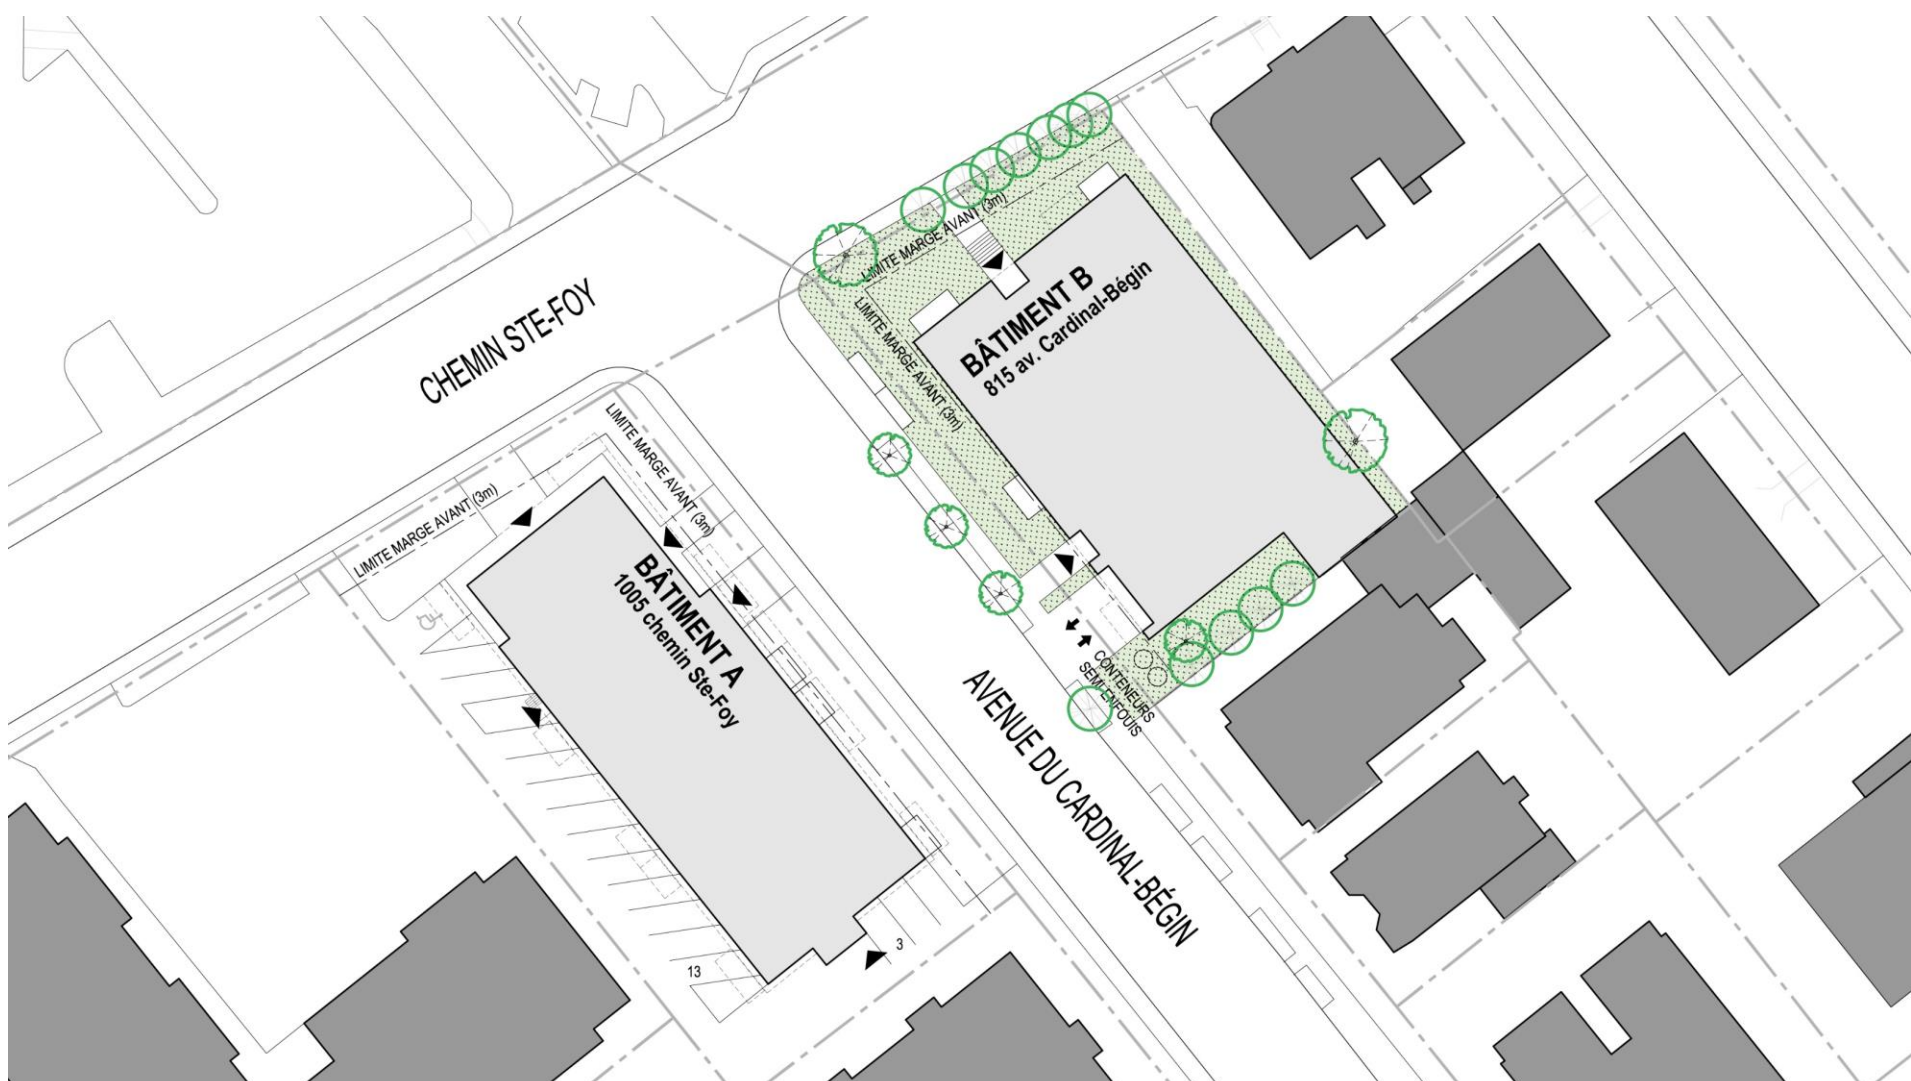 LIMITE MARGE AVANT (3m)
LIMITE MARGE AVANT (3m)
BÂTIMENT B
815 av. Cardinal-Bégin
CHEMIN STE-FOY
LIMITE MARGE AVANT (3m)
LIMITE MARGE AVANT (3m)
BÂTIMENT A
1005 chemin Ste-Foy
CONTENEURS
SEMI-ENFOUIS
AVENUE DU CARDINAL-BÉGIN
3
13